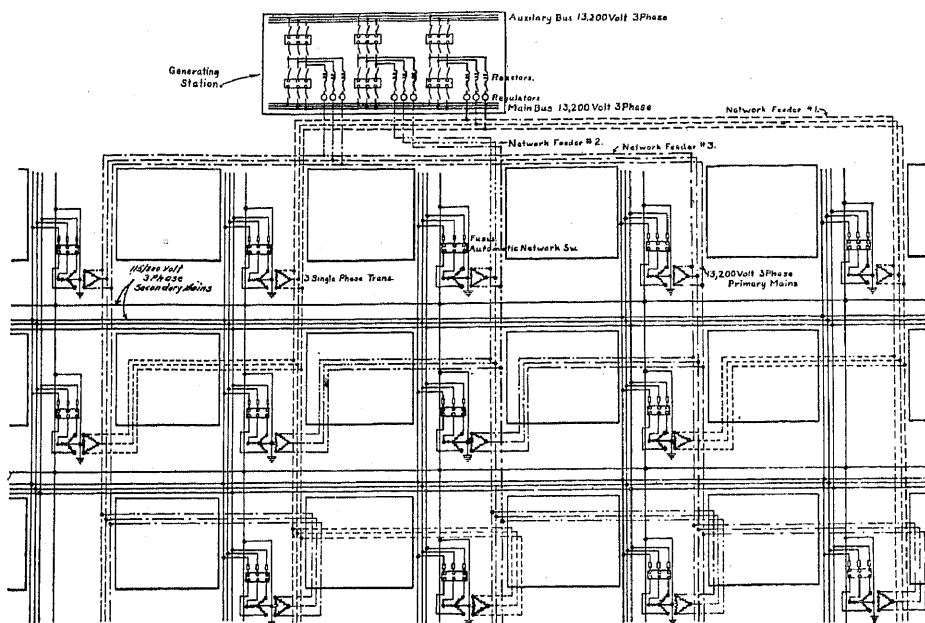 Auxilary Bus 13,200 Volt 3 Phase
Generating
Station
Reactors.
Regulators
Main Bus 13,200 Volt 3 Phase
Network Feeder #1.
Network Feeder #2.
Network Feeder #3.
Fuses
Automatic Network Sw.
115/200 Volt
3 Phase
Secondary Mains
3 Single Phase Trans.
13,200 Volt 3 Phase
Primary Mains